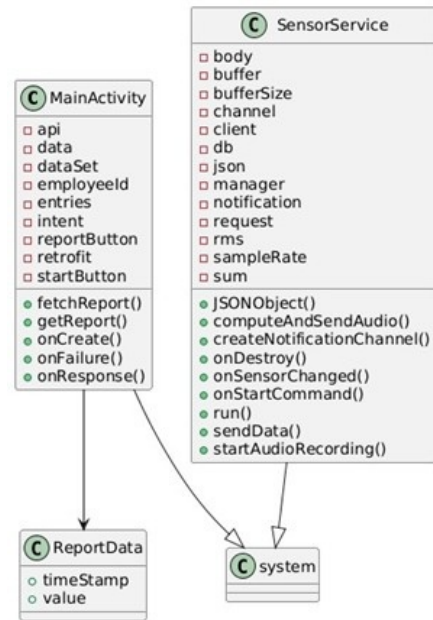 C MainActivity
api
data
dataSet
employeeId
entries
intent
reportButton
retrofit
startButton
fetchReport()
getReport()
onCreate()
onFailure()
onResponse()
C SensorService
body
buffer
bufferSize
channel
client
db
json
manager
notification
request
rms
sampleRate
sum
JSONObject()
computeAndSendAudio()
createNotificationChannel()
onDestroy()
onSensorChanged()
onStartCommand()
run()
sendData()
startAudioRecording()
C ReportData
timeStamp
value
C system